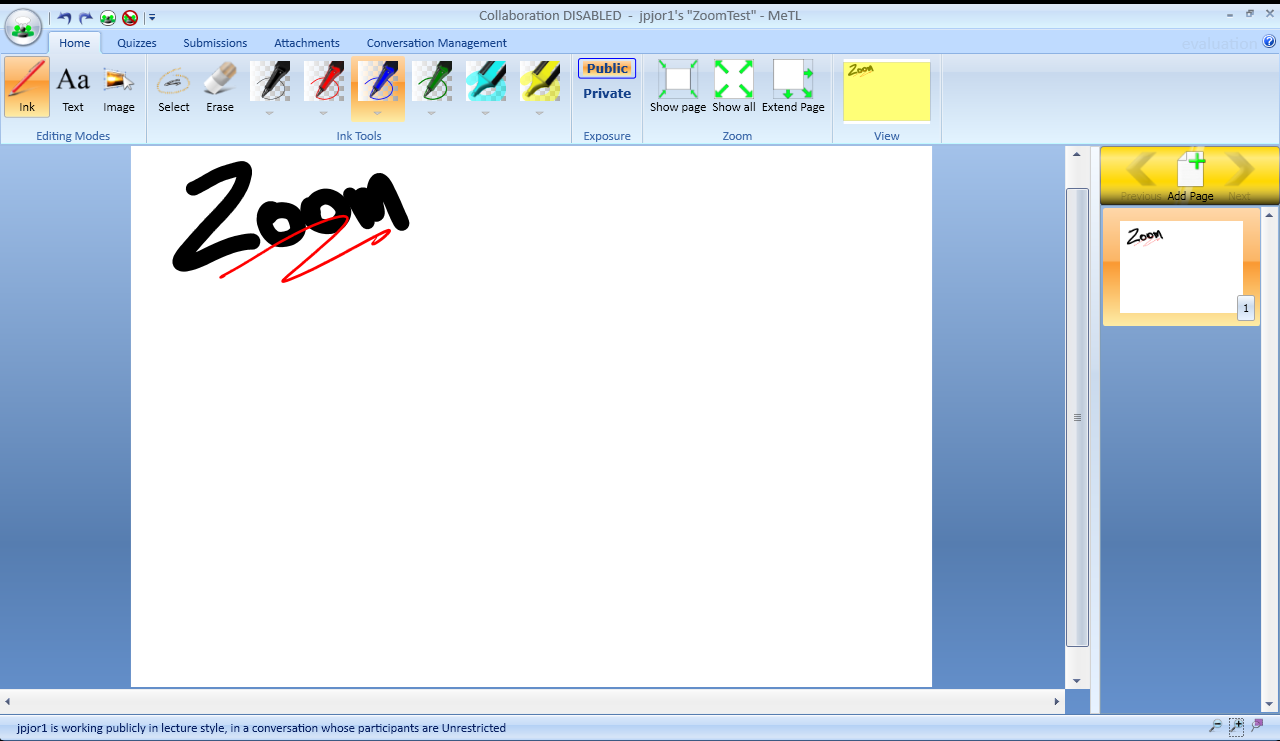 Collaboration DISABLED - jpjor1's "ZoomTest" - MeTL
Home Quizzes Submissions Attachments Conversation Management
evaluation
Ink Text Image Select Erase
Aa
Public
Private
Show page Show all Extend Page
Zoom
Editing Modes Ink Tools Exposure Zoom View
Previous Add Page Next
Zoom
Zoom
1
jpjor1 is working publicly in lecture style, in a conversation whose participants are Unrestricted